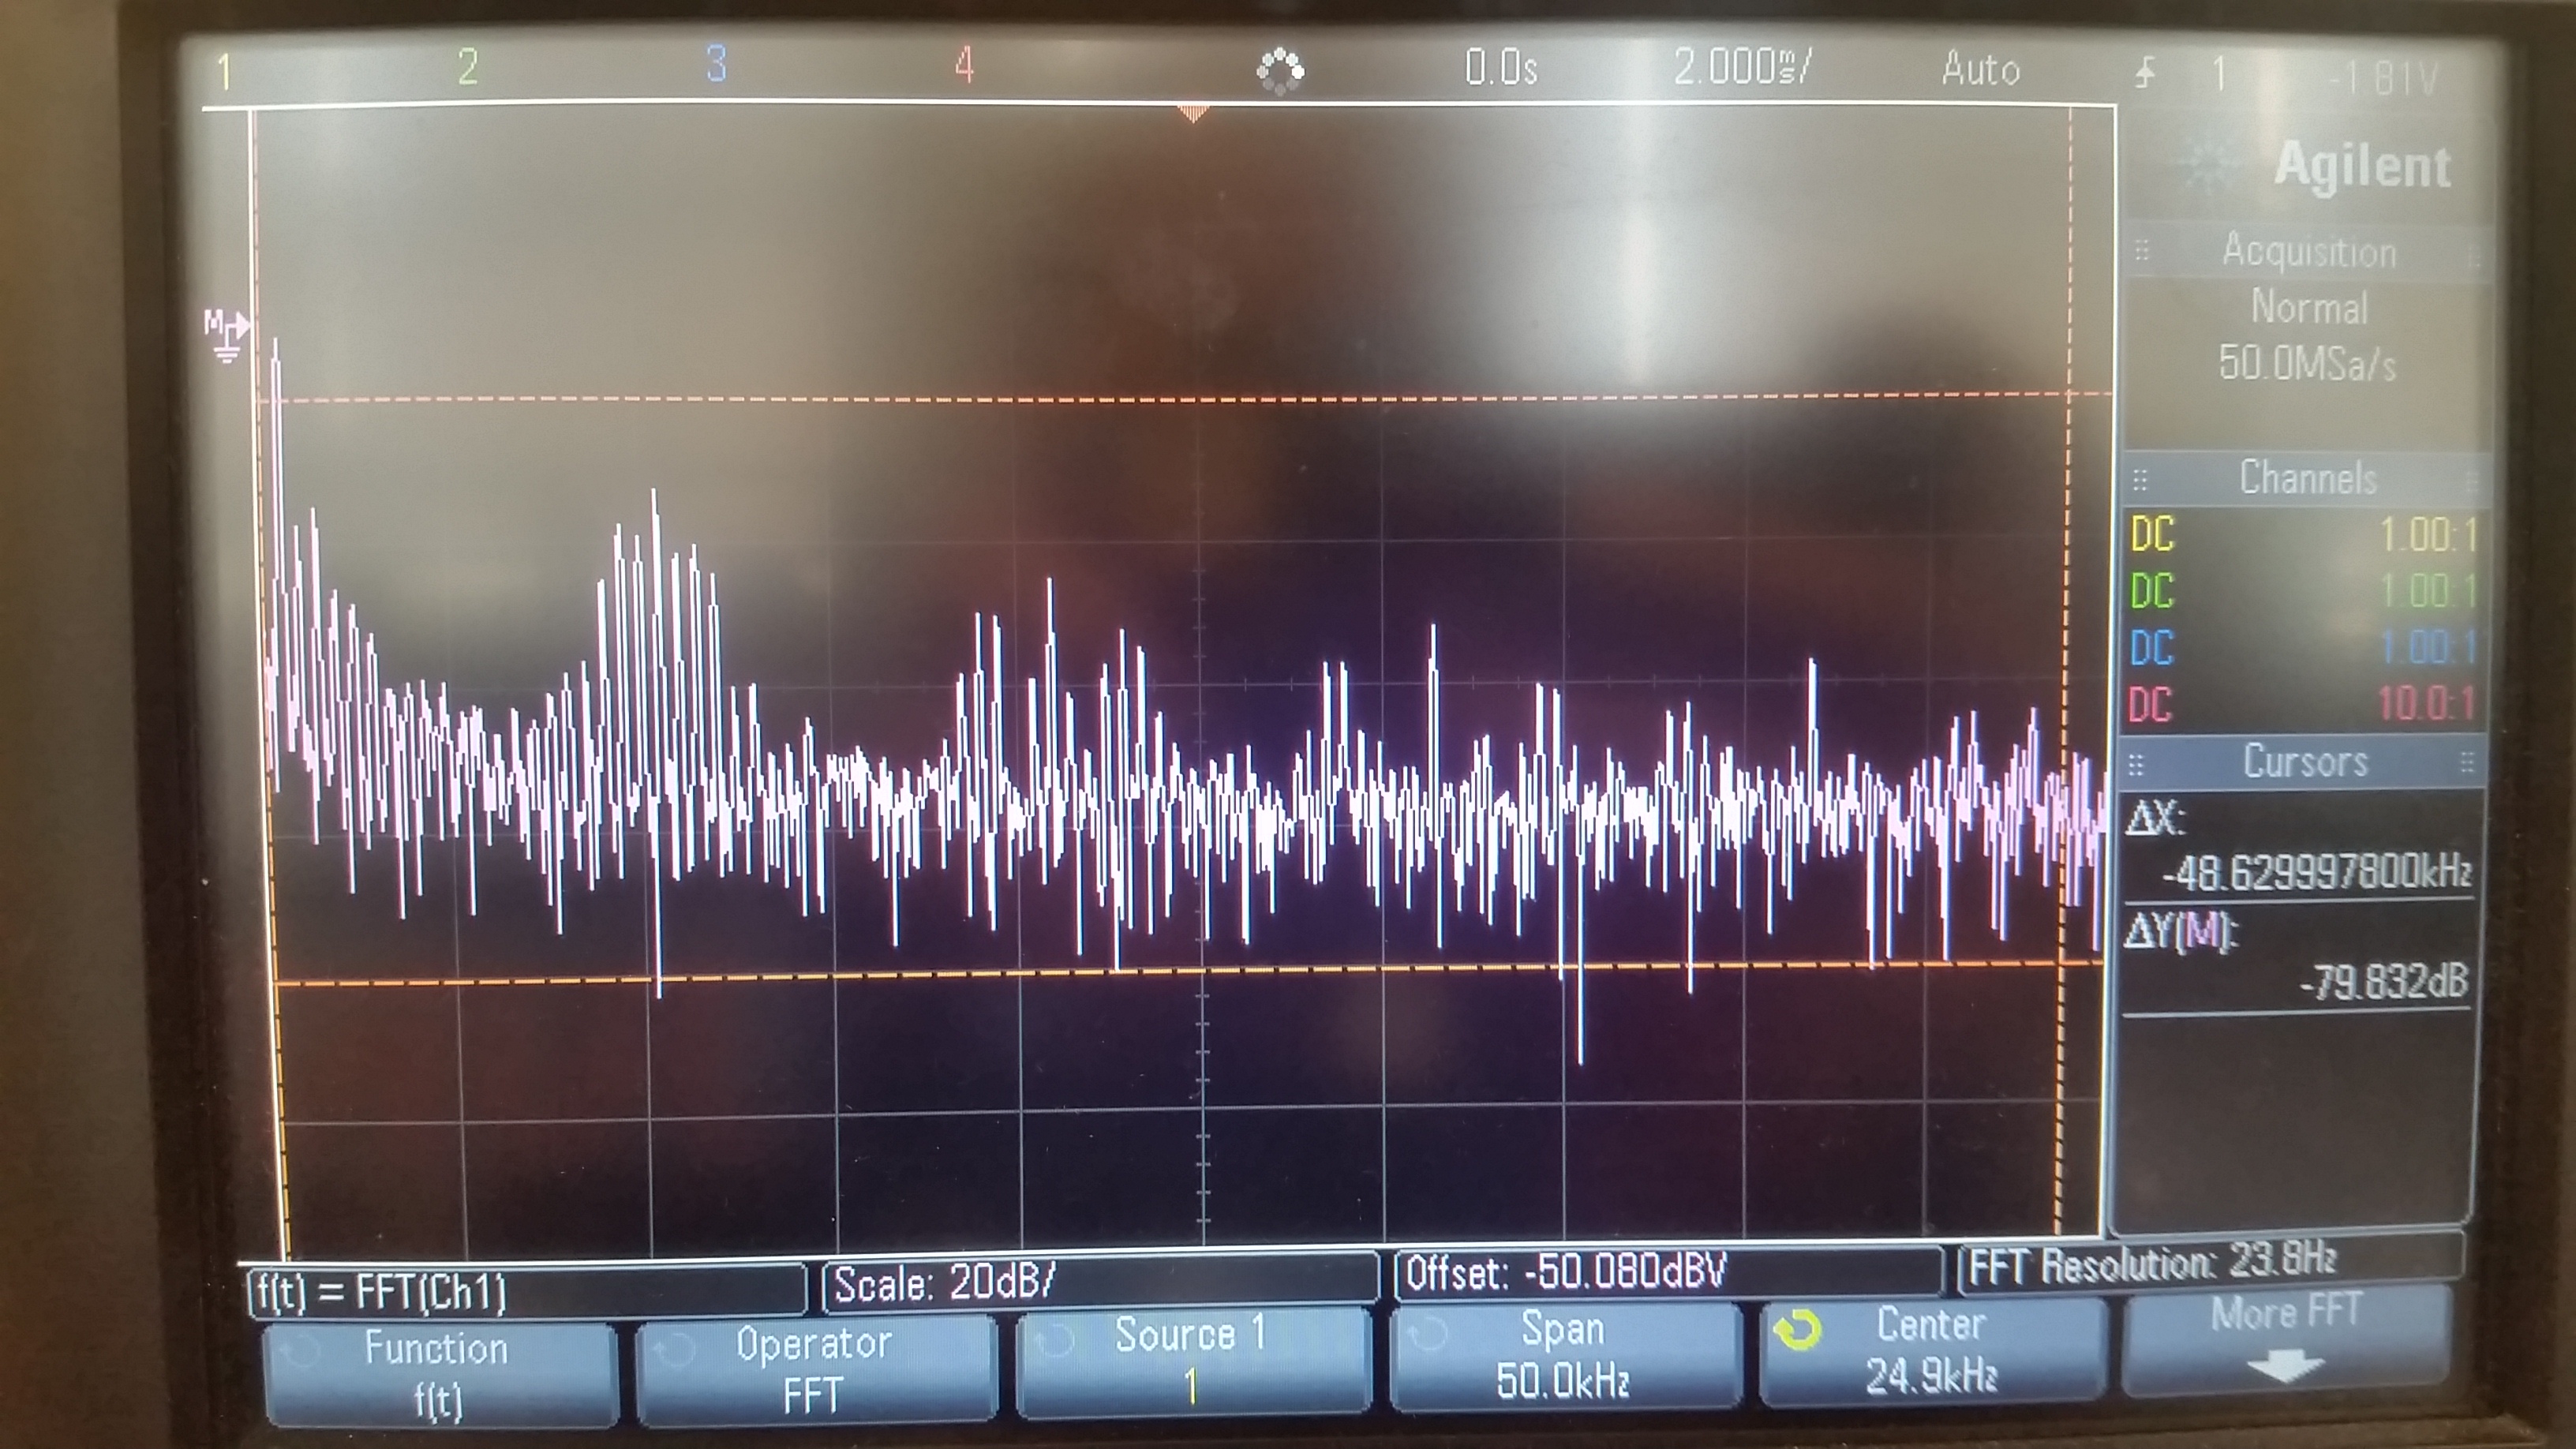 1 2 3 4 0.0s 2.000ms/ Auto 1 -1.81V
Agilent
Acquisition
Normal
50.0MSa/s
Channels
DC 1.00:1
DC 1.00:1
DC 1.00:1
DC 10.0:1
Cursors
ΔX:
-48.629997800kHz
ΔY(M):
-79.832dB
M
f(t) = FFT(Ch1) Scale: 20dB/ Offset: -50.080dBV FFT Resolution: 23.8Hz
Function Operator Source 1 Span Center More FFT
f(t) FFT 1 50.0kHz 24.9kHz